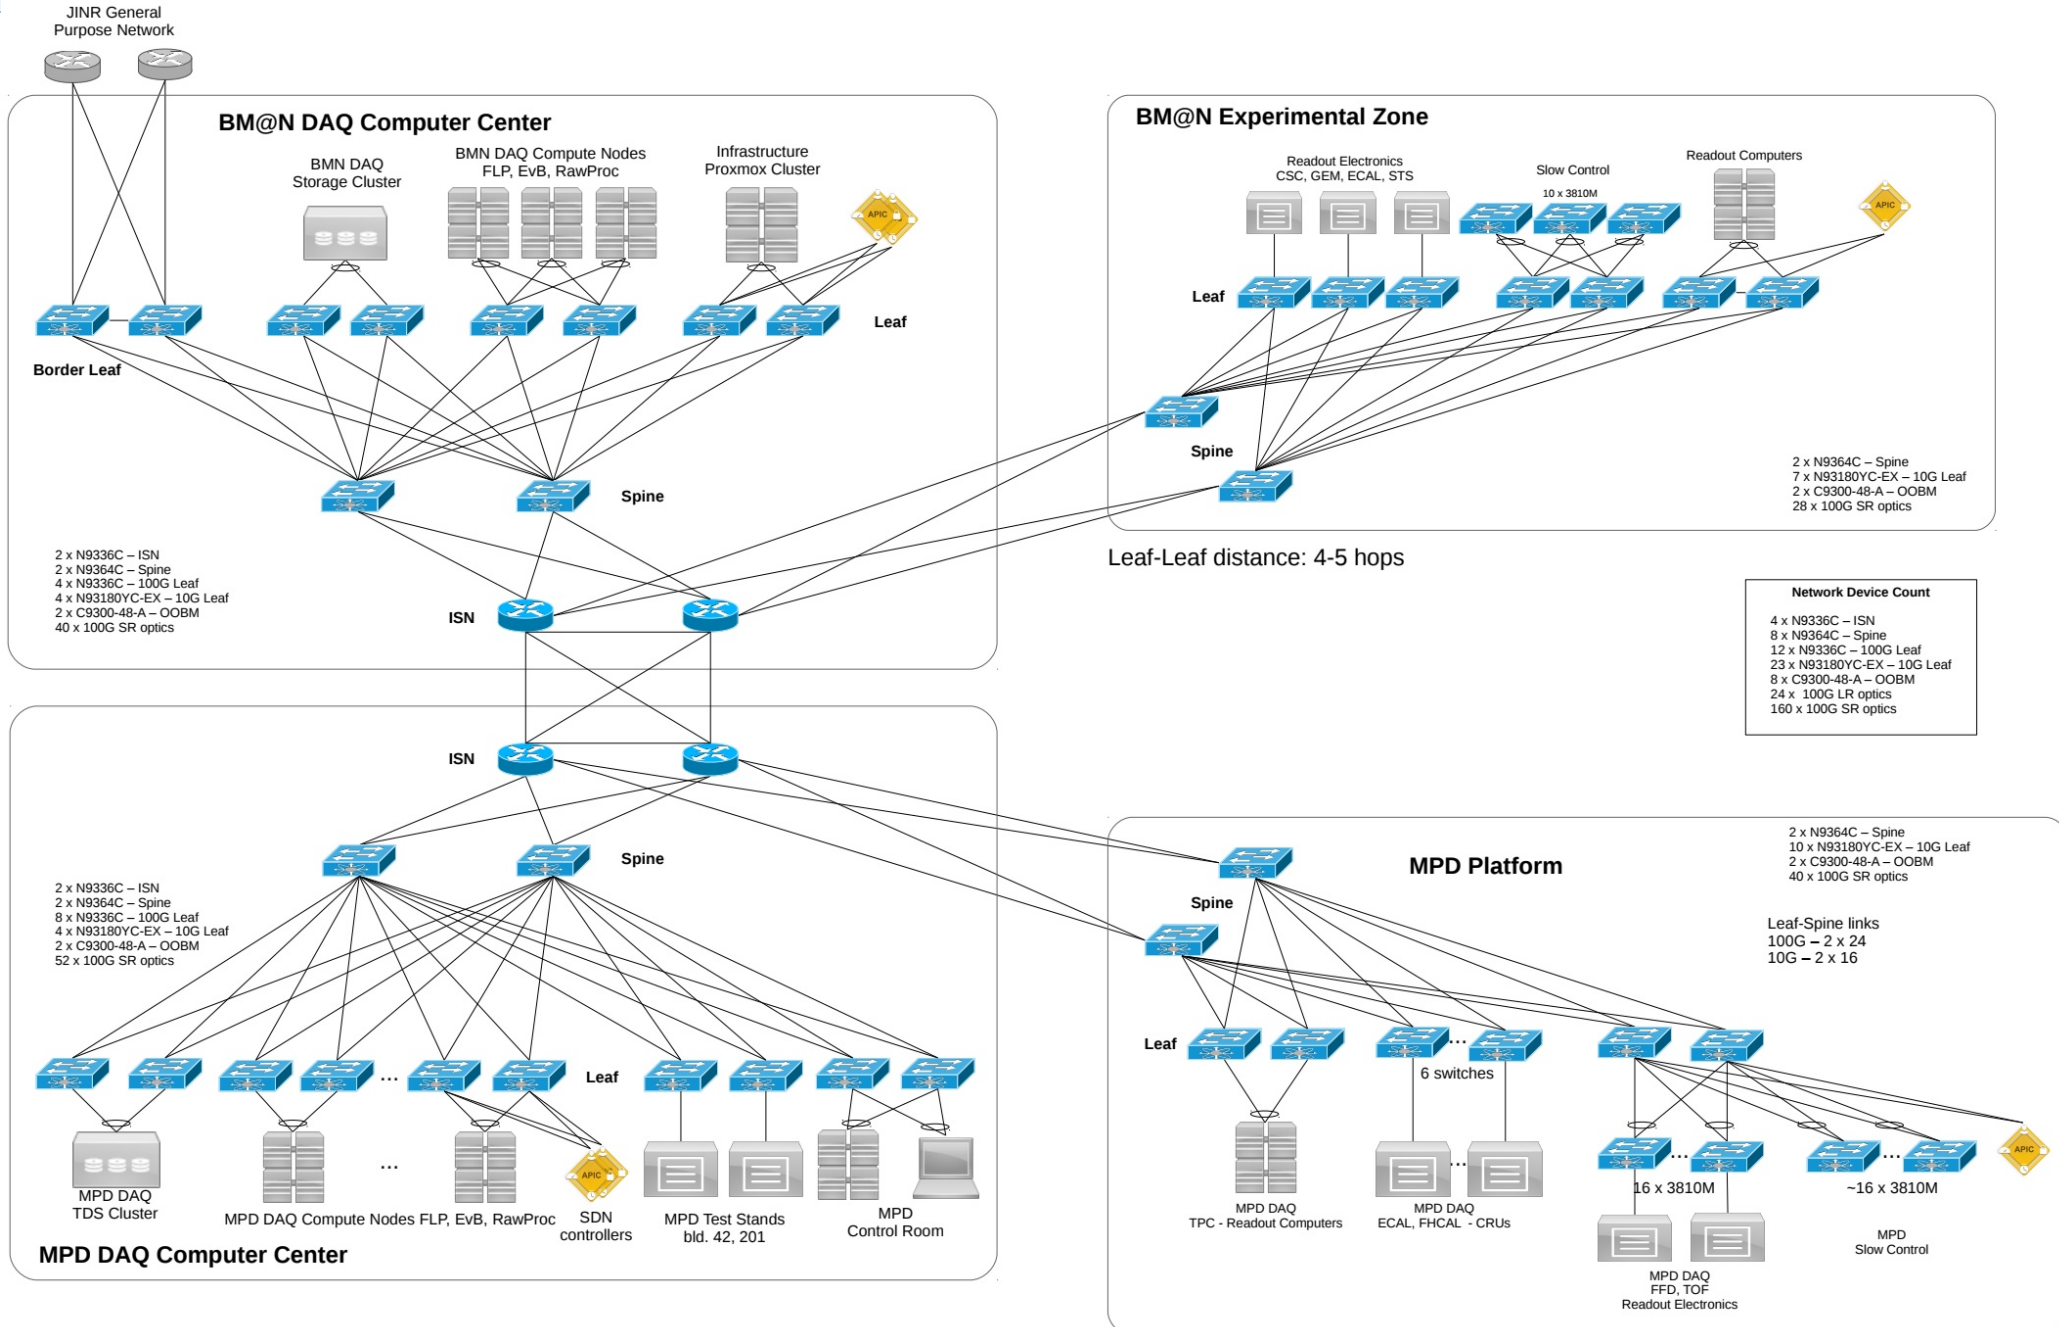 JINR General
Purpose Network
BM@N DAQ Computer Center
BMN DAQ
Storage Cluster
BMN DAQ Compute Nodes
FLP, EvB, RawProc
Infrastructure
Proxmox Cluster
APIC
Leaf
Border Leaf
Spine
2 x N9336C – ISN
2 x N9364C – Spine
4 x N9336C – 100G Leaf
4 x N93180YC-EX – 10G Leaf
2 x C9300-48-A – OOBM
40 x 100G SR optics
ISN
BM@N Experimental Zone
Readout Electronics
CSC, GEM, ECAL, STS
Slow Control
10 x 3810M
Readout Computers
APIC
Leaf
Spine
2 x N9364C – Spine
7 x N93180YC-EX – 10G Leaf
2 x C9300-48-A – OOBM
28 x 100G SR optics
Leaf-Leaf distance: 4-5 hops
Network Device Count
4 x N9336C – ISN
8 x N9364C – Spine
12 x N9336C – 100G Leaf
23 x N93180YC-EX – 10G Leaf
8 x C9300-48-A – OOBM
24 x 100G LR optics
160 x 100G SR optics
ISN
Spine
2 x N9336C – ISN
2 x N9364C – Spine
8 x N9336C – 100G Leaf
4 x N93180YC-EX – 10G Leaf
2 x C9300-48-A – OOBM
52 x 100G SR optics
...
Leaf
...
APIC
MPD DAQ
TDS Cluster
MPD DAQ Compute Nodes FLP, EvB, RawProc
SDN
controllers
MPD Test Stands
bld. 42, 201
MPD
Control Room
MPD DAQ Computer Center
MPD Platform
2 x N9364C – Spine
10 x N93180YC-EX – 10G Leaf
2 x C9300-48-A – OOBM
40 x 100G SR optics
Spine
Leaf-Spine links
100G – 2 x 24
10G – 2 x 16
Leaf
...
6 switches
...
...
...
APIC
16 x 3810M
~16 x 3810M
MPD DAQ
TPC - Readout Computers
MPD DAQ
ECAL, FHCAL - CRUs
MPD
Slow Control
MPD DAQ
FFD, TOF
Readout Electronics